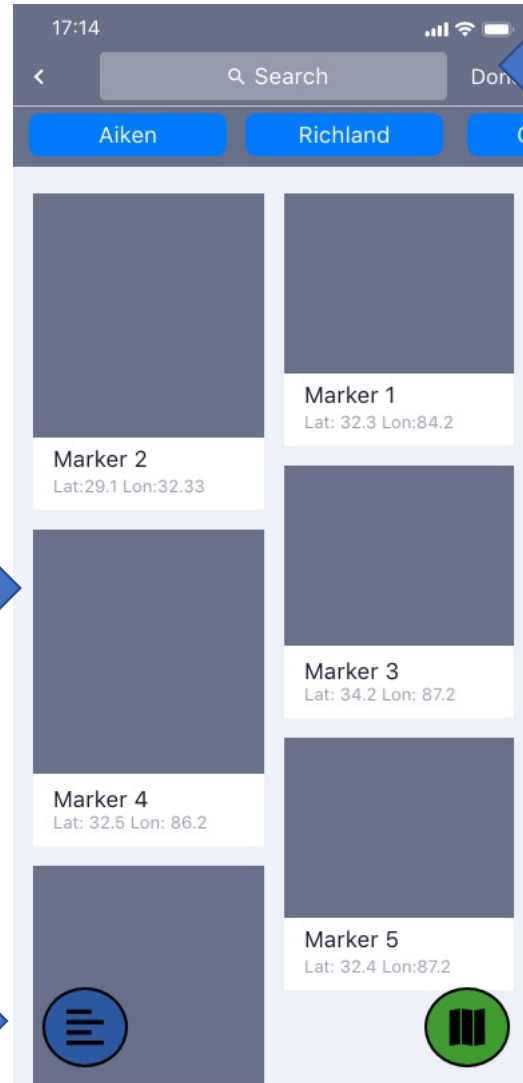 17:14
Search
Don
Aiken
Richland
Marker 1
Lat: 32.3 Lon:84.2
Marker 2
Lat:29.1 Lon:32.33
Marker 3
Lat: 34.2 Lon: 87.2
Marker 4
Lat: 32.5 Lon: 86.2
Marker 5
Lat: 32.4 Lon:87.2